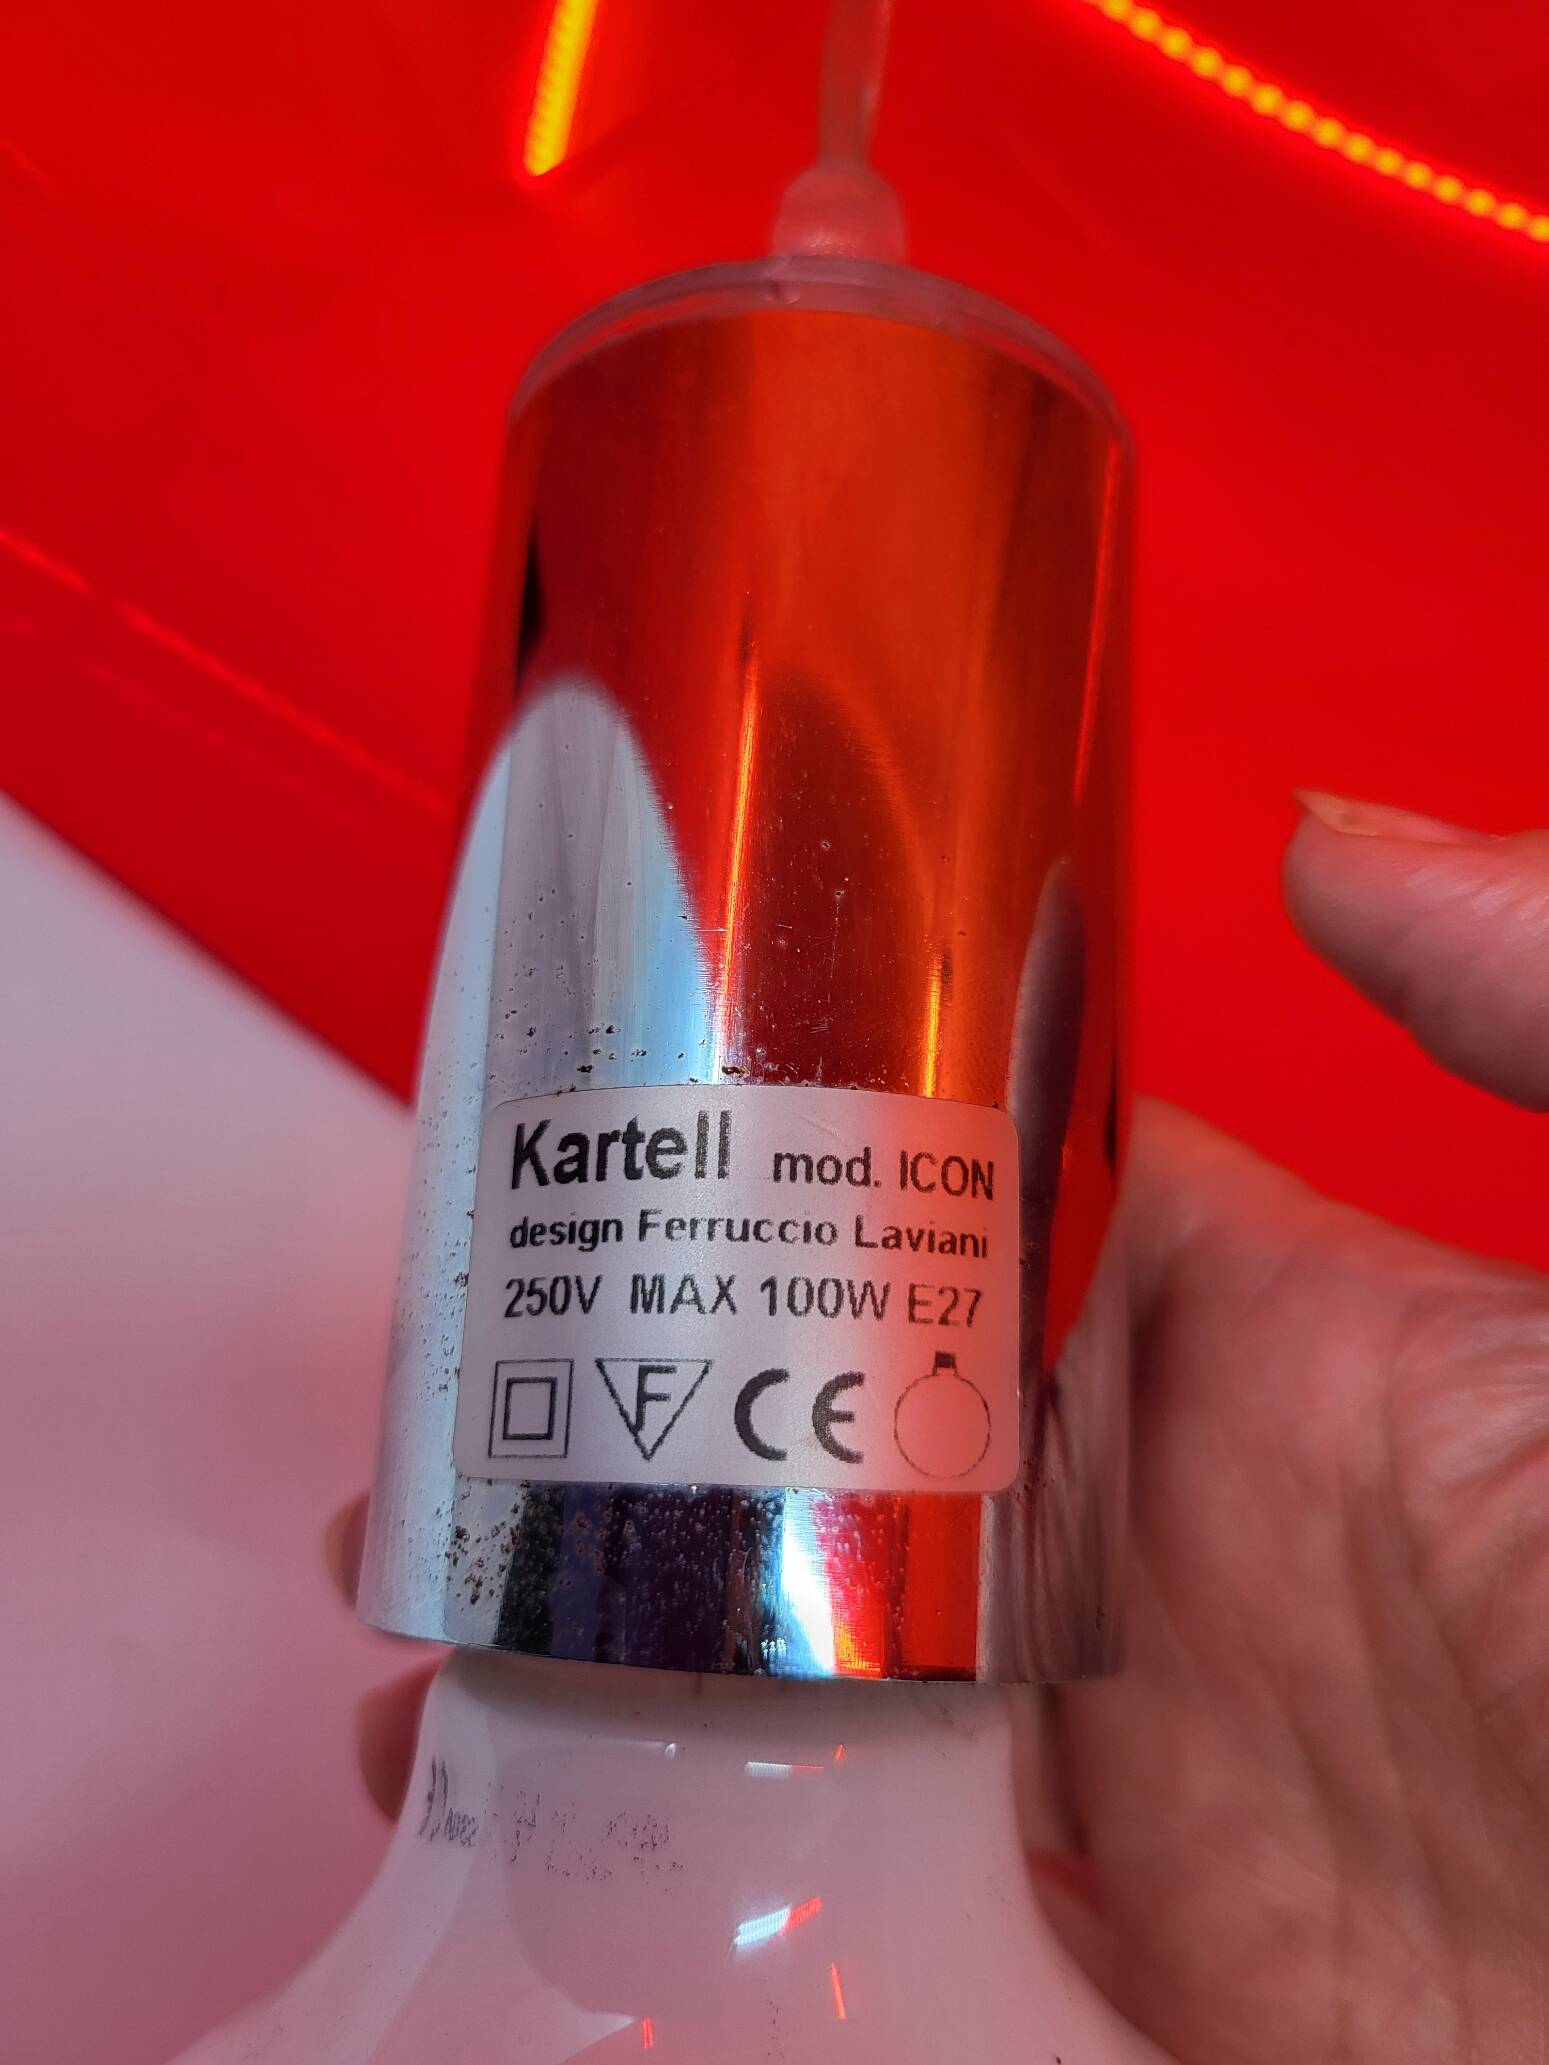 Kartell mod. ICON
design Ferruccio Laviani
250V MAX 100W E27
F CE